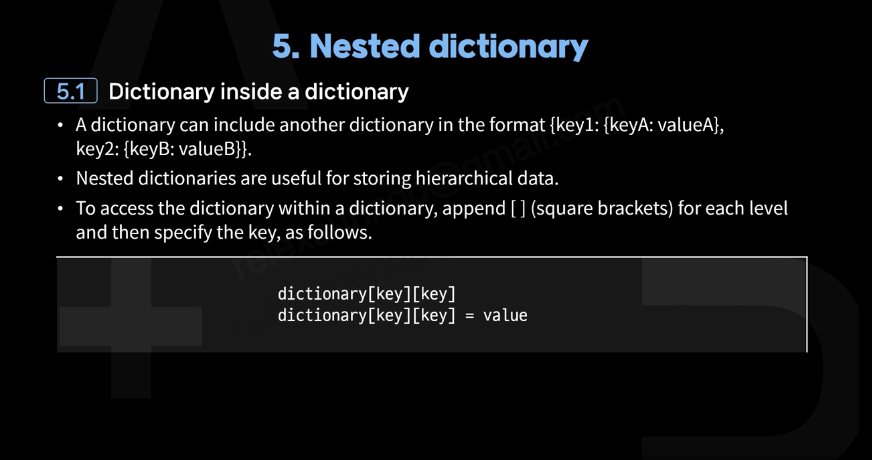 5. Nested dictionary
5.1 Dictionary inside a dictionary
• A dictionary can include another dictionary in the format {key1: {keyA: valueA},
key2: {keyB: valueB}}.
• Nested dictionaries are useful for storing hierarchical data.
• To access the dictionary within a dictionary, append [ ] (square brackets) for each level
and then specify the key, as follows.
dictionary[key][key]
dictionary[key][key] = value